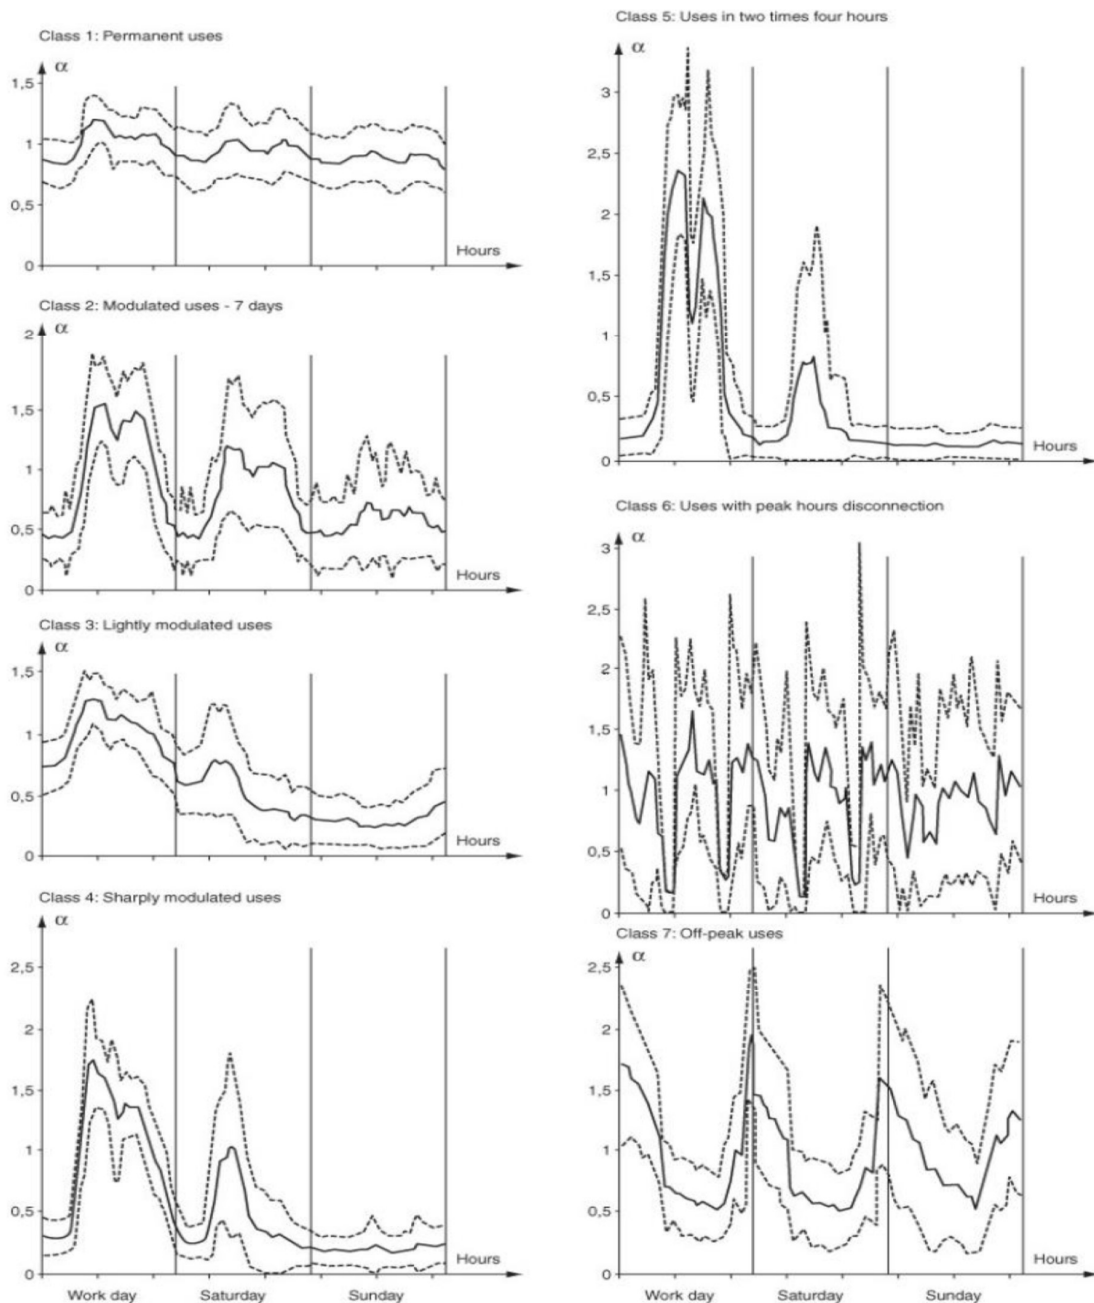 Class 1: Permanent uses
α
1,5
1
0,5
0
Hours
Class 2: Modulated uses - 7 days
α
2
1,5
1
0,5
0
Hours
Class 3: Lightly modulated uses
α
1,5
1
0,5
0
Hours
Class 4: Sharply modulated uses
α
2,5
2
1,5
1
0,5
0
Hours
Work day Saturday Sunday
Class 5: Uses in two times four hours
α
3
2,5
2
1,5
1
0,5
0
Hours
Class 6: Uses with peak hours disconnection
α
3
2,5
2
1,5
1
0,5
0
Hours
Class 7: Off-peak uses
α
2,5
2
1,5
1
0,5
0
Hours
Work day Saturday Sunday